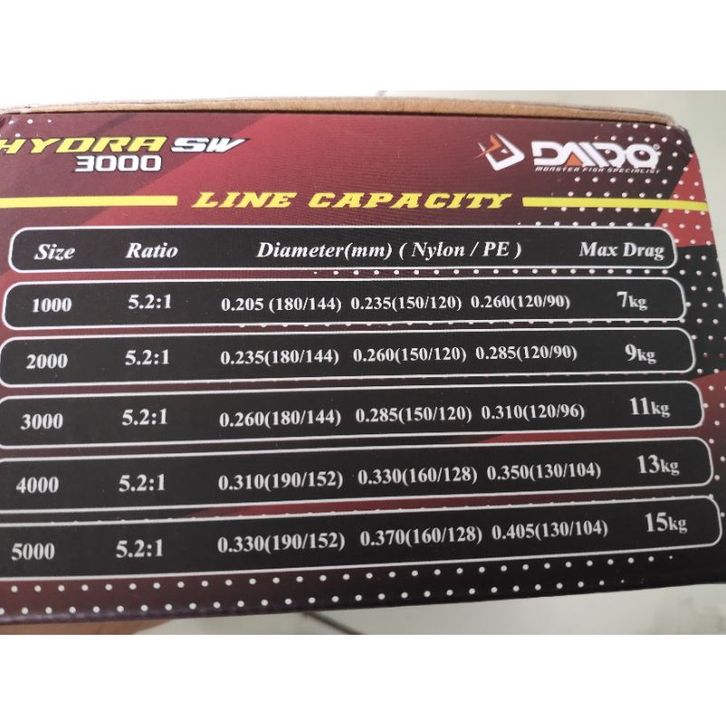 HYDRA SW
3000
DAIDO
MONSTER FISH SPECIALIST
LINE CAPACITY
Size Ratio Diameter(mm) ( Nylon / PE ) Max Drag
1000 5.2:1 0.205 (180/144) 0.235(150/120) 0.260(120/90) 7kg
2000 5.2:1 0.235(180/144) 0.260(150/120) 0.285(120/90) 9kg
3000 5.2:1 0.260(180/144) 0.285(150/120) 0.310(120/96) 11kg
4000 5.2:1 0.310(190/152) 0.330(160/128) 0.350(130/104) 13kg
5000 5.2:1 0.330(190/152) 0.370(160/128) 0.405(130/104) 15kg